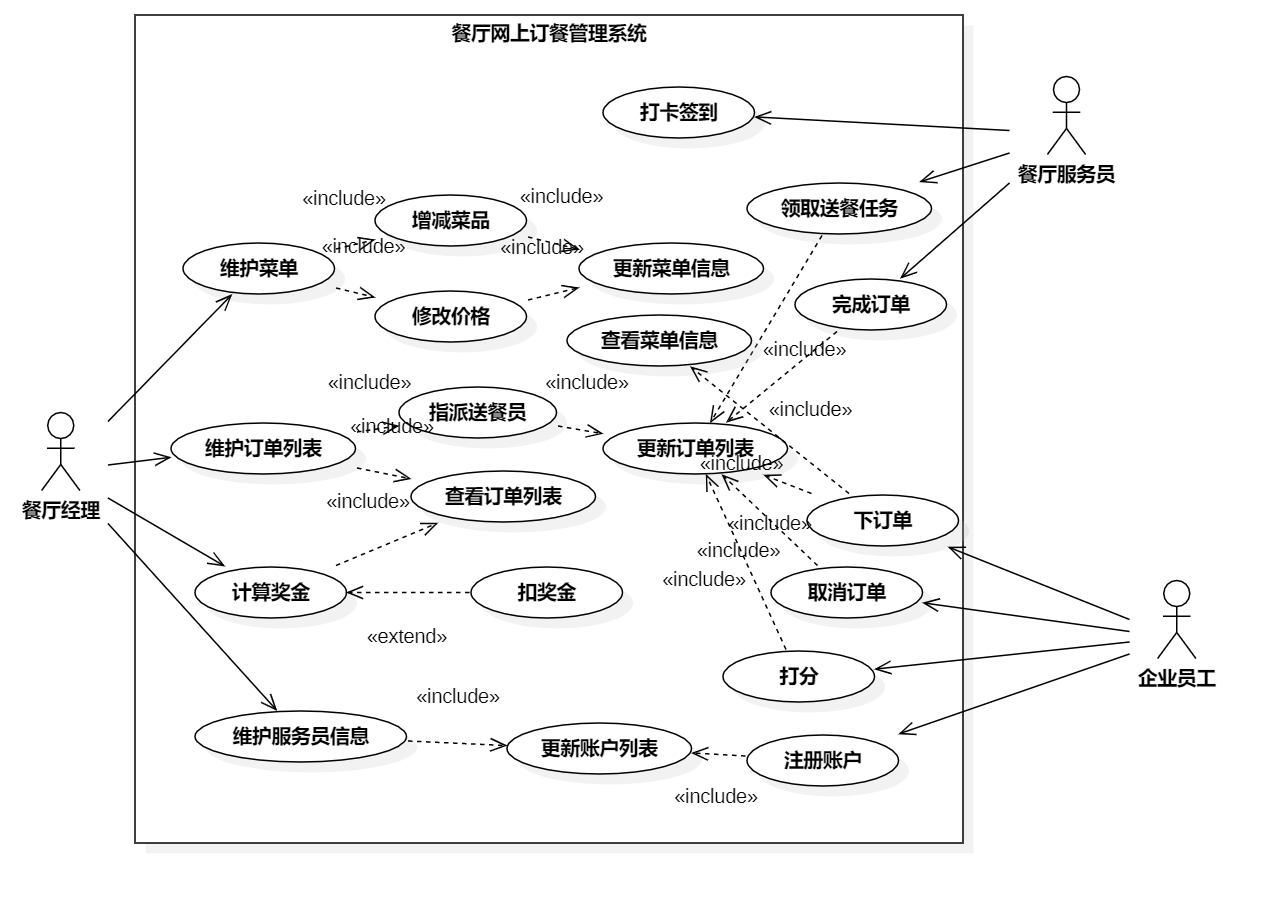 餐厅网上订餐管理系统
打卡签到
餐厅服务员
«include»
«include»
领取送餐任务
增减菜品
«include»
«include»
维护菜单
更新菜单信息
完成订单
修改价格
查看菜单信息
«include»
«include»
«include»
«include»
指派送餐员
«include»
维护订单列表
更新订单列表
«include»
餐厅经理
查看订单列表
«include»
下订单
«include»
«include»
«include»
计算奖金
扣奖金
取消订单
«extend»
打分
企业员工
«include»
维护服务员信息
更新账户列表
注册账户
«include»